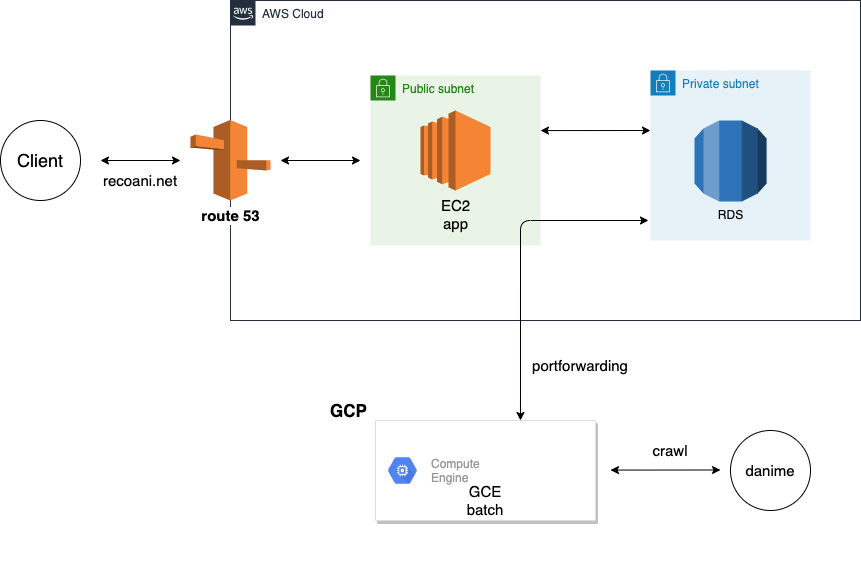 aws
AWS Cloud
Public subnet
Private subnet
Client
recoani.net
route 53
EC2
app
RDS
portforwarding
GCP
Compute
Engine
GCE
batch
crawl
danime